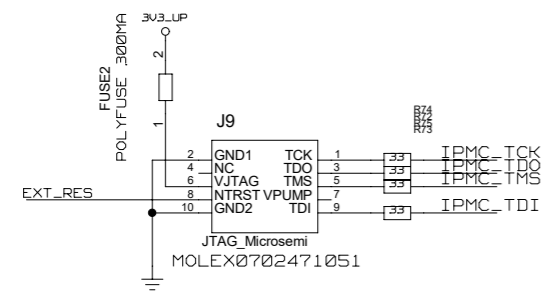 3V3_UP
2
FUSE2
POLYFUSE 300MA
1
J9
R74
R72
R75
R73
2 GND1 TCK 1 33 IPMC_TCK
4 NC TDO 3 33 IPMC_TDO
6 VJTAG TMS 5 33 IPMC_TMS
EXT_RES 8 NTRST VPUMP 7
10 GND2 TDI 9 33 IPMC_TDI
JTAG_Microsemi
MOLEX0702471051